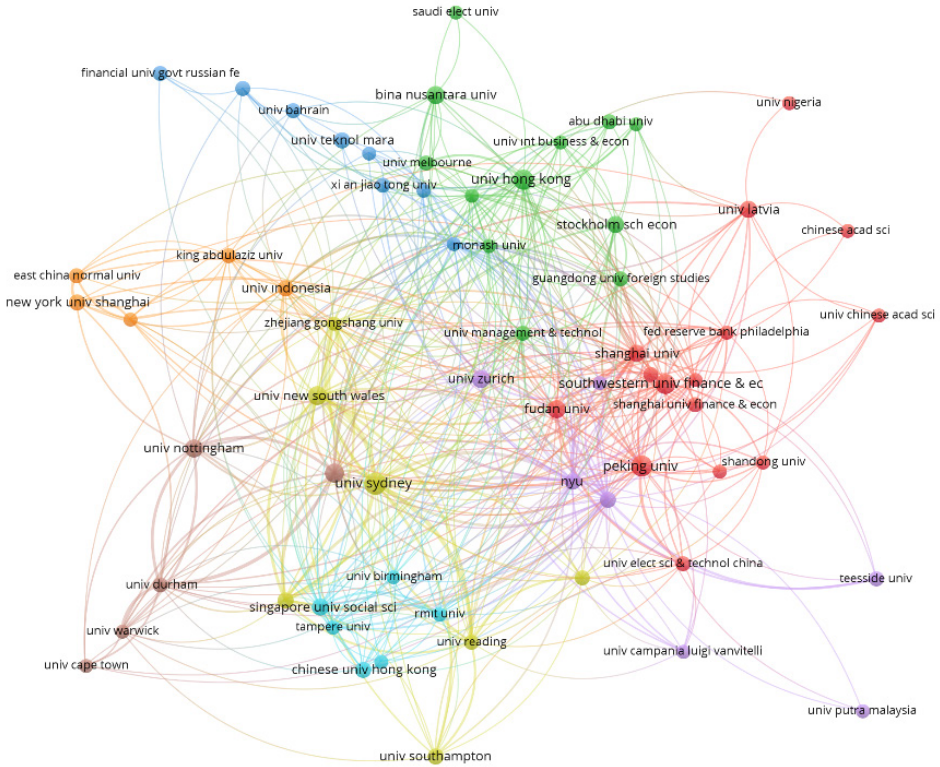 saudi elect univ
financial univ govt russian fe
bina nusantara univ
univ nigeria
univ bahrain
abu dhabi univ
univ teknol mara
univ int business & econ
univ melbourne
univ hong kong
xi an jiao tong univ
univ latvia
stockholm sch econ
chinese acad sci
monash univ
king abdulaziz univ
east china normal univ
guangdong univ foreign studies
univ indonesia
new york univ shanghai
univ chinese acad sci
zhejiang gongshang univ
univ management & technol
fed reserve bank philadelphia
shanghai univ
univ zurich
southwestern univ finance & ec
univ new south wales
shanghai univ finance & econ
fudan univ
univ nottingham
shandong univ
peking univ
univ sydney
nyu
univ elect sci & technol china
univ birmingham
teesside univ
univ durham
singapore univ social sci
rmit univ
tampere univ
univ warwick
univ reading
univ campania luigi vanvitelli
univ cape town
chinese univ hong kong
univ putra malaysia
univ southampton